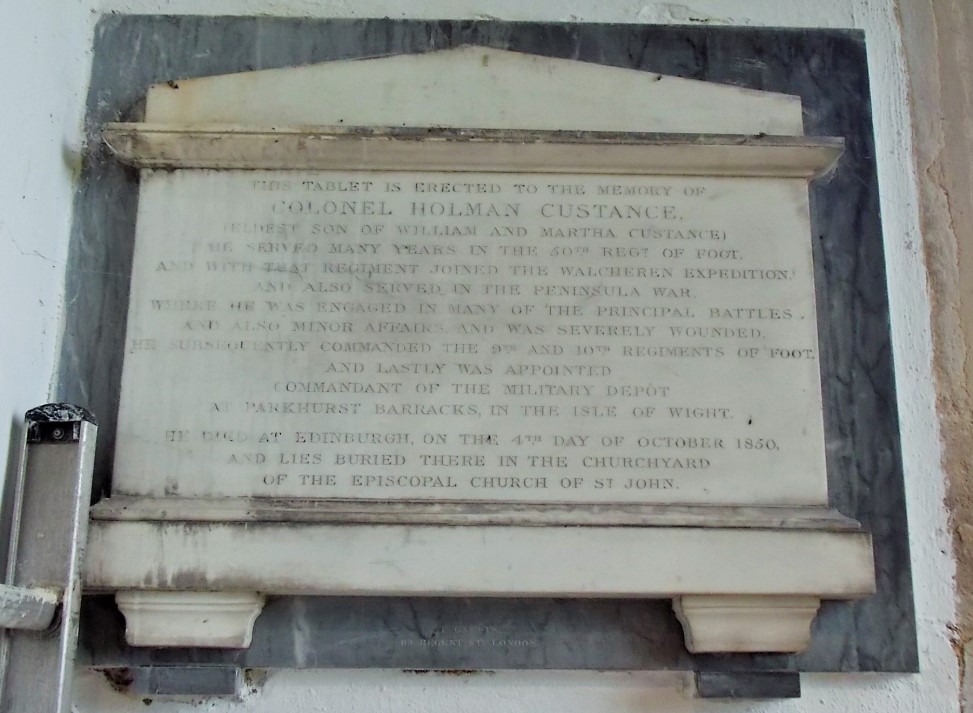 THIS TABLET IS ERECTED TO THE MEMORY OF
COLONEL HOLMAN CUSTANCE,
(ELDEST SON OF WILLIAM AND MARTHA CUSTANCE)
HE SERVED MANY YEARS IN THE 50TH REGT OF FOOT,
AND WITH THAT REGIMENT JOINED THE WALCHEREN EXPEDITION,
AND ALSO SERVED IN THE PENINSULA WAR,
WHERE HE WAS ENGAGED IN MANY OF THE PRINCIPAL BATTLES
AND ALSO MINOR AFFAIRS, AND WAS SEVERELY WOUNDED,
HE SUBSEQUENTLY COMMANDED THE 9TH AND 10TH REGIMENTS OF FOOT,
AND LASTLY WAS APPOINTED
COMMANDANT OF THE MILITARY DEPÔT
AT PARKHURST BARRACKS, IN THE ISLE OF WIGHT.
HE DIED AT EDINBURGH, ON THE 4TH DAY OF OCTOBER 1850,
AND LIES BURIED THERE IN THE CHURCHYARD
OF THE EPISCOPAL CHURCH OF ST JOHN.
REGENT ST. LONDON